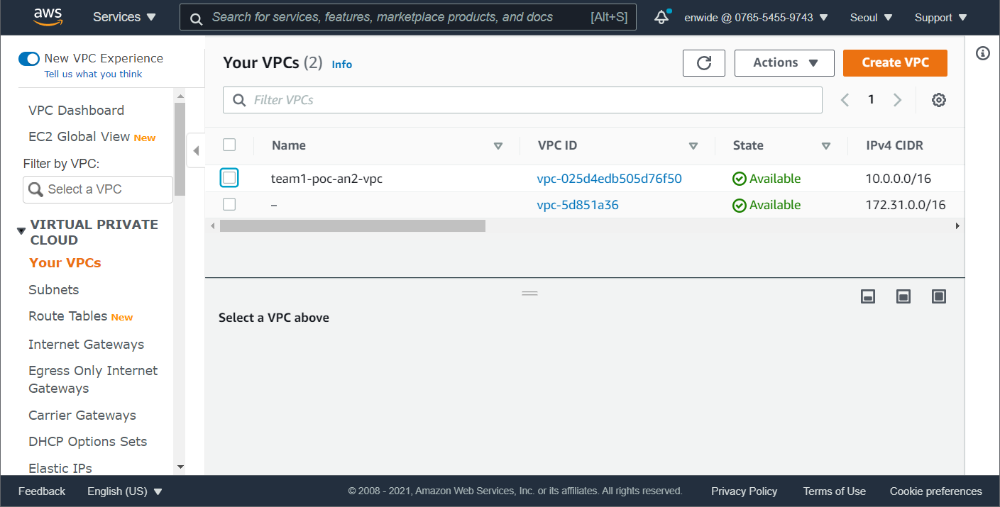 aws
Services
Search for services, features, marketplace products, and docs [Alt+S]
enwide @ 0765-5455-9743
Seoul
Support
New VPC Experience
Tell us what you think
VPC Dashboard
EC2 Global View New
Filter by VPC:
Select a VPC
VIRTUAL PRIVATE
CLOUD
Your VPCs
Subnets
Route Tables New
Internet Gateways
Egress Only Internet
Gateways
Carrier Gateways
DHCP Options Sets
Elastic IPs
Your VPCs (2) Info
Actions
Create VPC
Filter VPCs
1
Name VPC ID State IPv4 CIDR
team1-poc-an2-vpc vpc-025d4edb505d76f50 Available 10.0.0.0/16
– vpc-5d851a36 Available 172.31.0.0/16
Select a VPC above
Feedback English (US) © 2008 - 2021, Amazon Web Services, Inc. or its affiliates. All rights reserved. Privacy Policy Terms of Use Cookie preferences